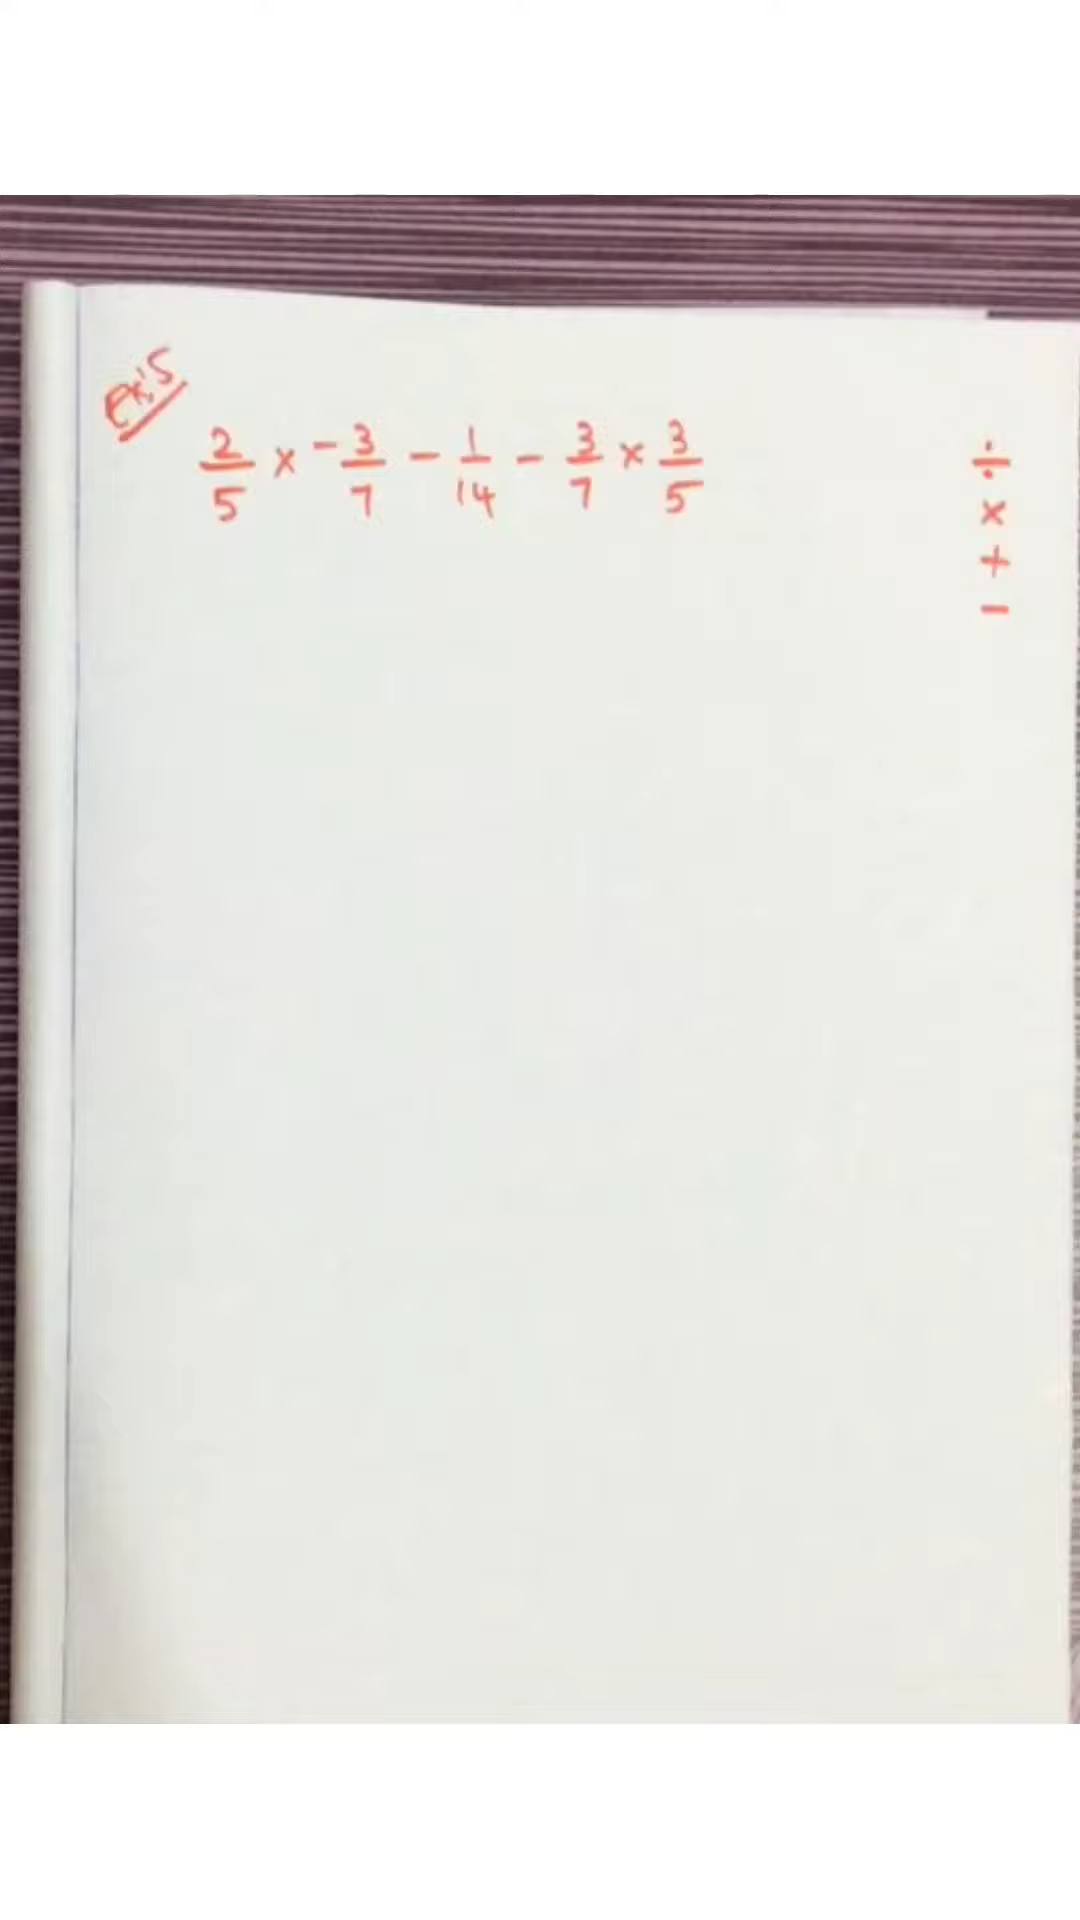 Ex:5
2/5 × -3/7 - 1/14 - 3/7 × 3/5
÷
×
+
-